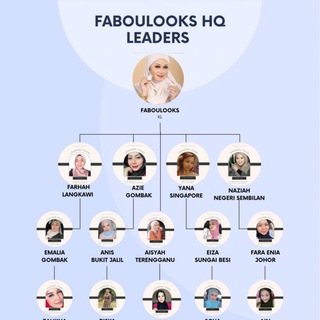 FABOULOOKS HQ
LEADERS
FABOULOOKS
KL
FARHAH
LANGKAWI
AZIE
GOMBAK
YANA
SINGAPORE
NAZIAH
NEGERI SEMBILAN
EMALIA
GOMBAK
ANIS
BUKIT JALIL
AISYAH
TERENGGANU
EIZA
SUNGAI BESI
FARA ENIA
JOHOR